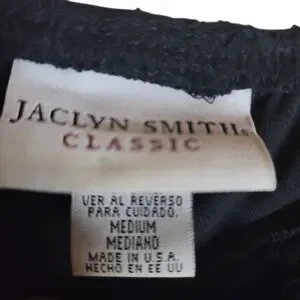 JACLYN SMITH®
CLASSIC
VER AL REVERSO
PARA CUIDADO.
MEDIUM
MEDIANO
MADE IN U.S.A.
HECHO EN EE UU